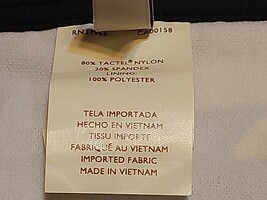 CA00158
80% TACTEL® NYLON
20% SPANDEX
LINING:
100% POLYESTER
TELA IMPORTADA
HECHO EN VIETNAM
TISSU IMPORTÉ
FABRIQUÉ AU VIETNAM
IMPORTED FABRIC
MADE IN VIETNAM